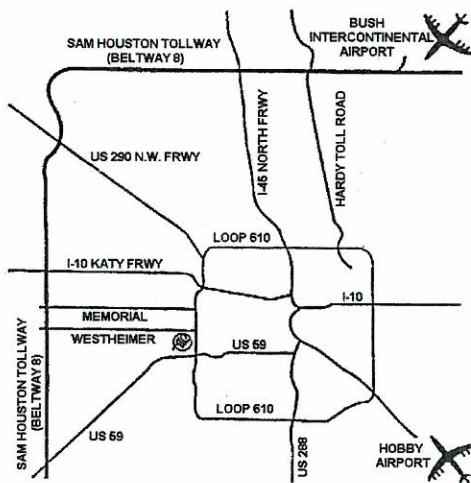 BUSH
INTERCONTINENTAL
AIRPORT
SAM HOUSTON TOLLWAY
(BELTWAY 8)
US 290 N.W. FRWY
I-45 NORTH FRWY
HARDY TOLL ROAD
LOOP 610
I-10 KATY FRWY
I-10
MEMORIAL
WESTHEIMER
US 59
SAM HOUSTON TOLLWAY
(BELTWAY 8)
LOOP 610
US 59
US 288
HOBBY
AIRPORT